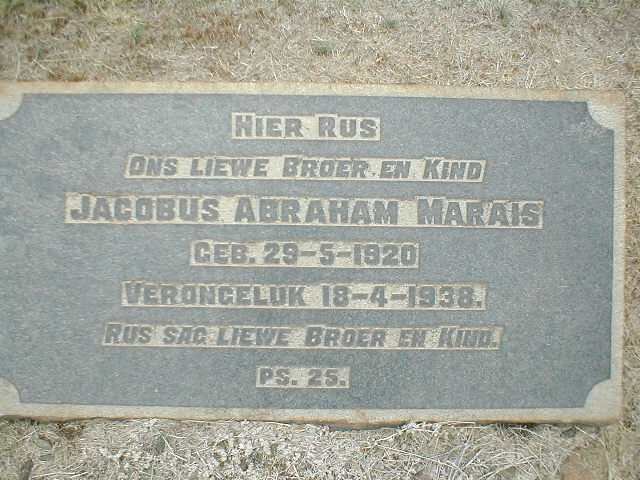 HIER RUS
ONS LIEWE BROER EN KIND
JACOBUS ABRAHAM MARAIS
GEB. 29-5-1920
VERONGELUK 18-4-1938.
RUS SAG LIEWE BROER EN KIND.
PS. 25.